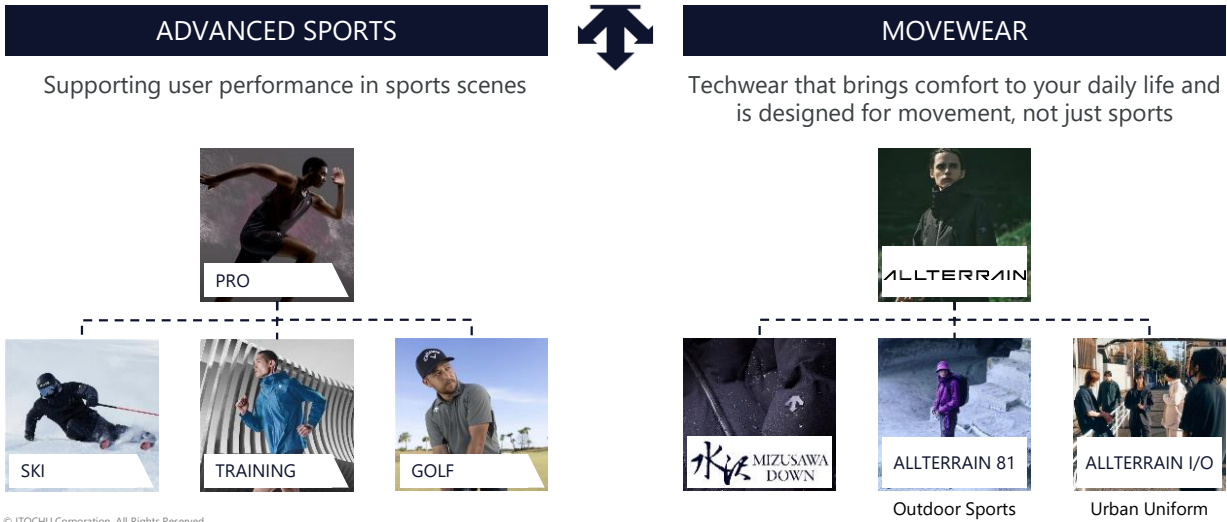 ADVANCED SPORTS
Supporting user performance in sports scenes
PRO
SKI
TRAINING
GOLF
MOVEWEAR
Techwear that brings comfort to your daily life and
is designed for movement, not just sports
ALLTERRAIN
水沢 MIZUSAWA
DOWN
ALLTERRAIN 81
ALLTERRAIN I/O
Outdoor Sports
Urban Uniform
© ITOCHU Corporation. All Rights Reserved.